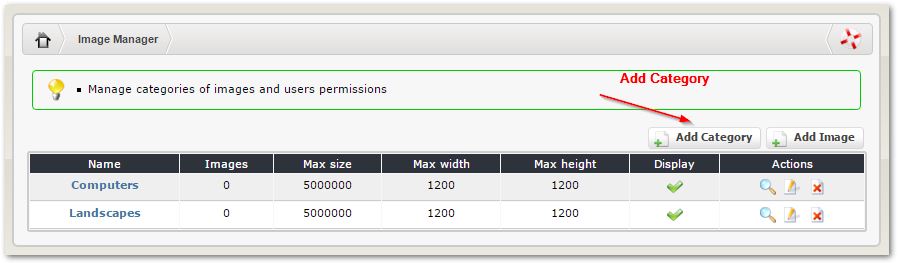 Image Manager
Manage categories of images and users permissions
Add Category
Add Category Add Image
Name Images Max size Max width Max height Display Actions
Computers 0 5000000 1200 1200
Landscapes 0 5000000 1200 1200